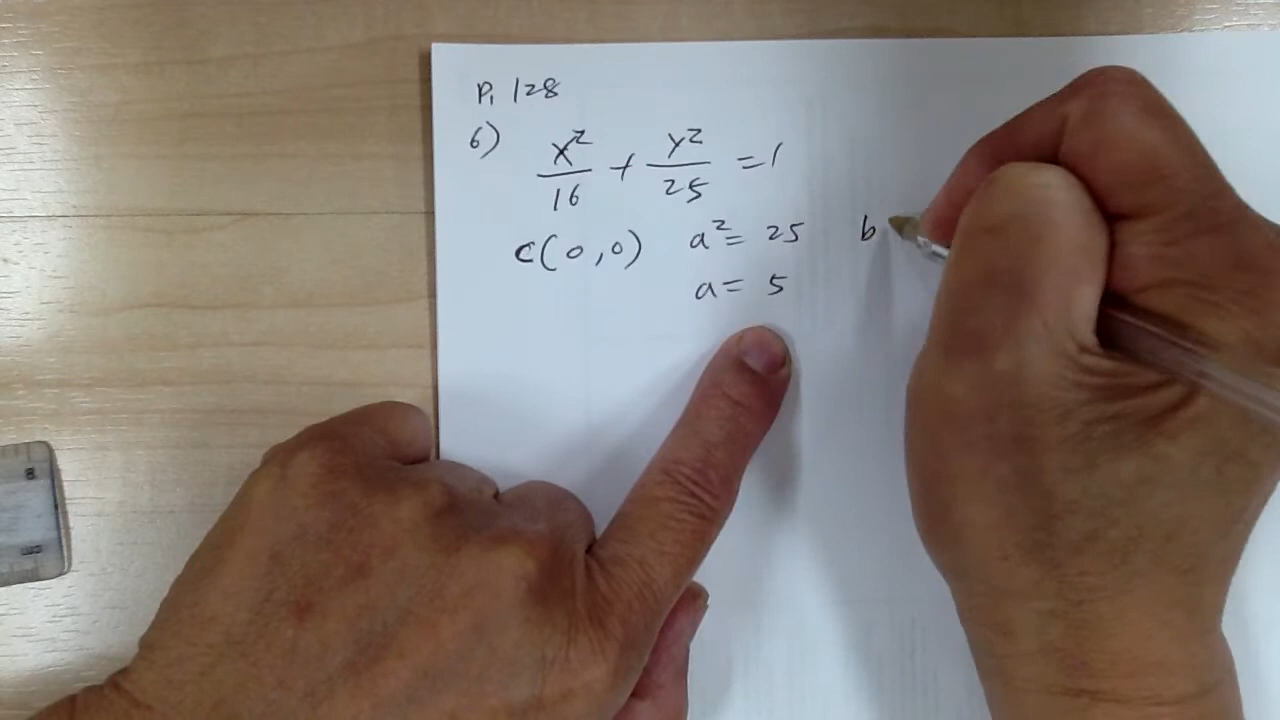 P. 128
6) x²/16 + y²/25 = 1
C(0,0) a² = 25 b
a = 5